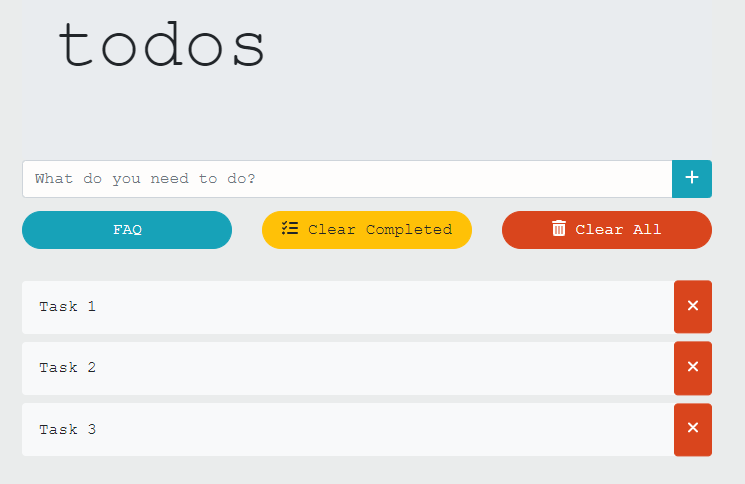 todos
What do you need to do?
FAQ
Clear Completed
Clear All
Task 1
Task 2
Task 3